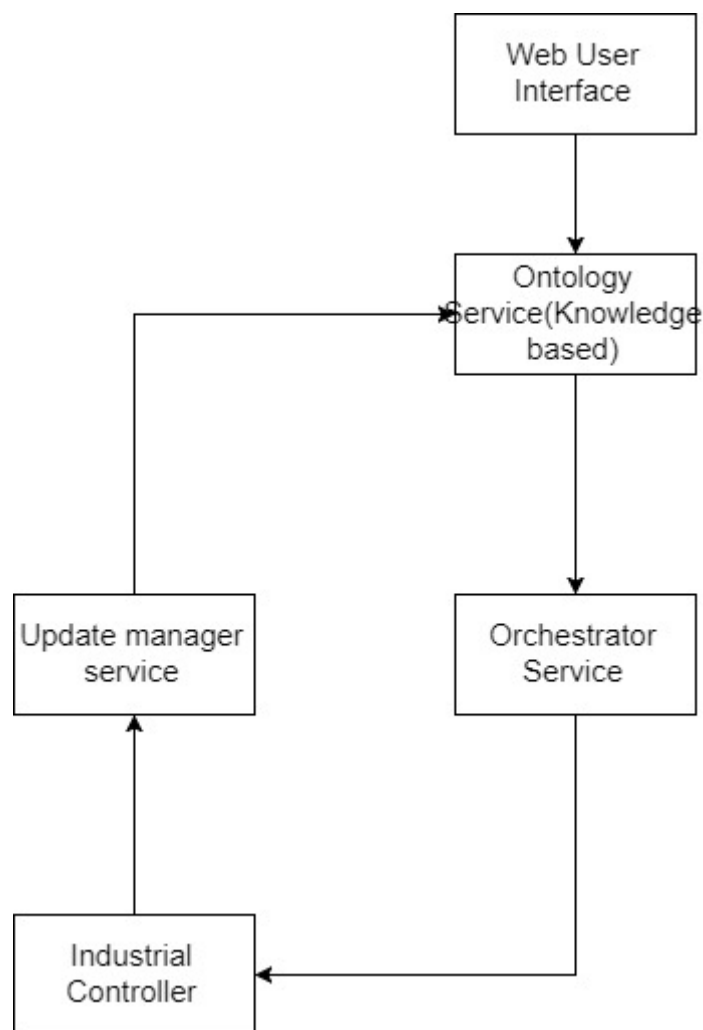 Web User
Interface
Ontology
Service(Knowledge
based)
Update manager
service
Orchestrator
Service
Industrial
Controller